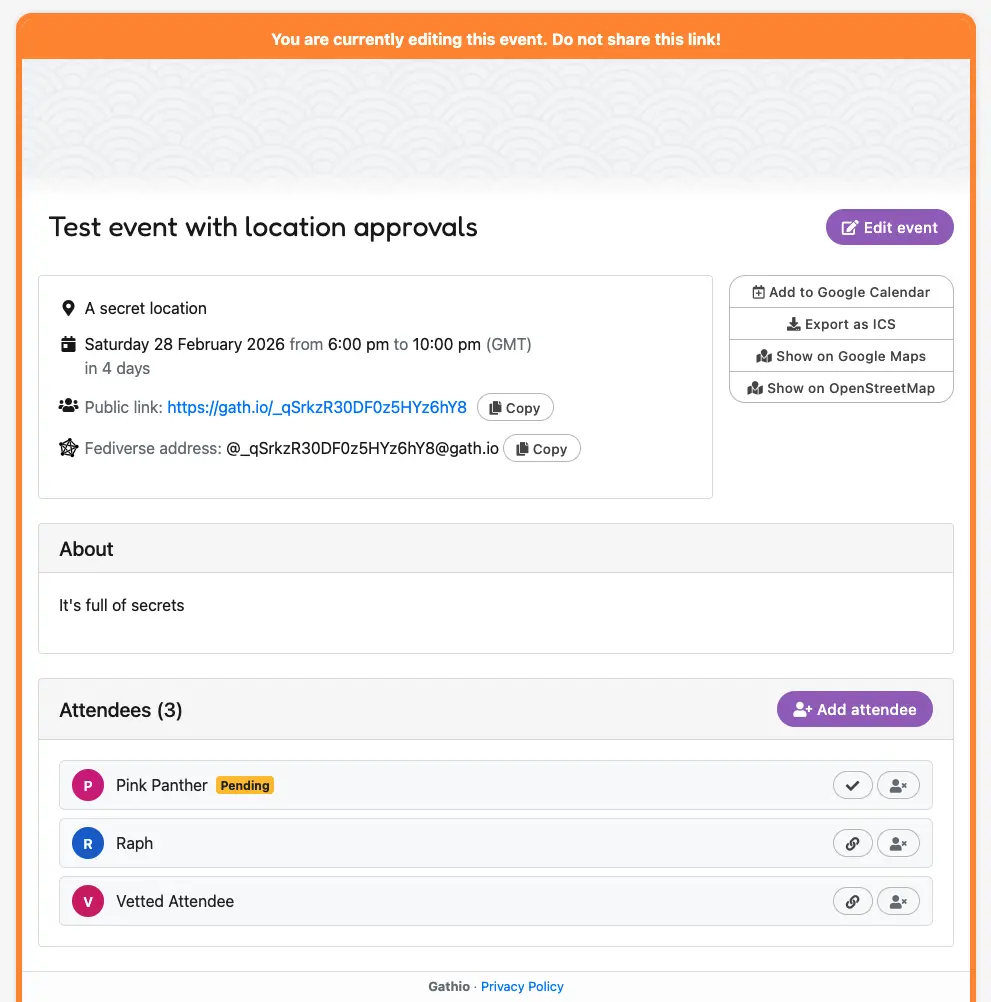 You are currently editing this event. Do not share this link!
Test event with location approvals
Edit event
A secret location
Saturday 28 February 2026 from 6:00 pm to 10:00 pm (GMT)
in 4 days
Public link: https://gath.io/_qSrkzR30DF0z5HYz6hY8 Copy
Fediverse address: @_qSrkzR30DF0z5HYz6hY8@gath.io Copy
Add to Google Calendar
Export as ICS
Show on Google Maps
Show on OpenStreetMap
About
It's full of secrets
Attendees (3)
Add attendee
P Pink Panther Pending
R Raph
V Vetted Attendee
Gathio · Privacy Policy